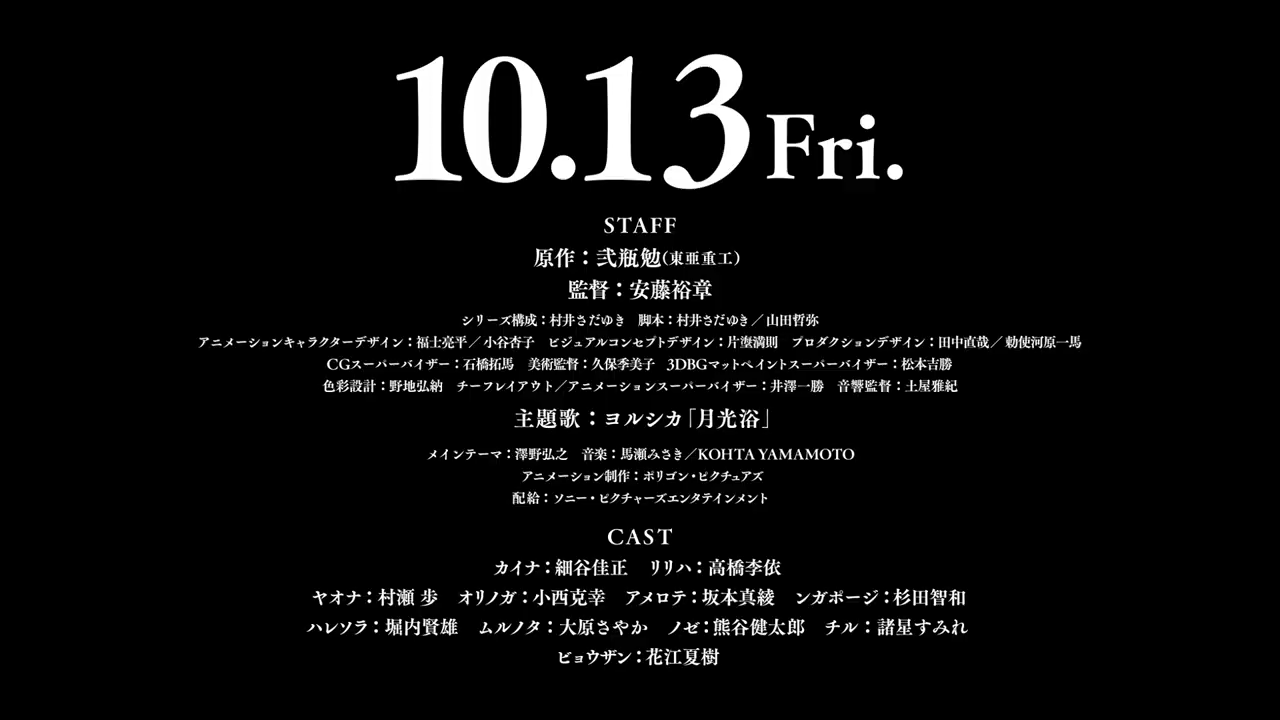 10.13 Fri.
STAFF
原作：弐瓶勉（東亜重工）
監督：安藤裕章
シリーズ構成：村井さだゆき　脚本：村井さだゆき／山田哲弥
アニメーションキャラクターデザイン：福士亮平／小谷杏子　ビジュアルコンセプトデザイン：片塰満則　プロダクションデザイン：田中直哉／勅使河原一馬
CGスーパーバイザー：石橋拓馬　美術監督：久保季美子　3DBGマットペイントスーパーバイザー：松本吉勝
色彩設計：野地弘納　チーフレイアウト／アニメーションスーパーバイザー：井澤一勝　音響監督：土屋雅紀
主題歌：ヨルシカ「月光浴」
メインテーマ：澤野弘之　音楽：馬瀬みさき／KOHTA YAMAMOTO
アニメーション制作：ポリゴン・ピクチュアズ
配給：ソニー・ピクチャーズエンタテインメント
CAST
カイナ：細谷佳正　リリハ：高橋李依
ヤオナ：村瀬 歩　オリノガ：小西克幸　アメロテ：坂本真綾　ンガポージ：杉田智和
ハレソラ：堀内賢雄　ムルノタ：大原さやか　ノゼ：熊谷健太郎　チル：諸星すみれ
ビョウザン：花江夏樹